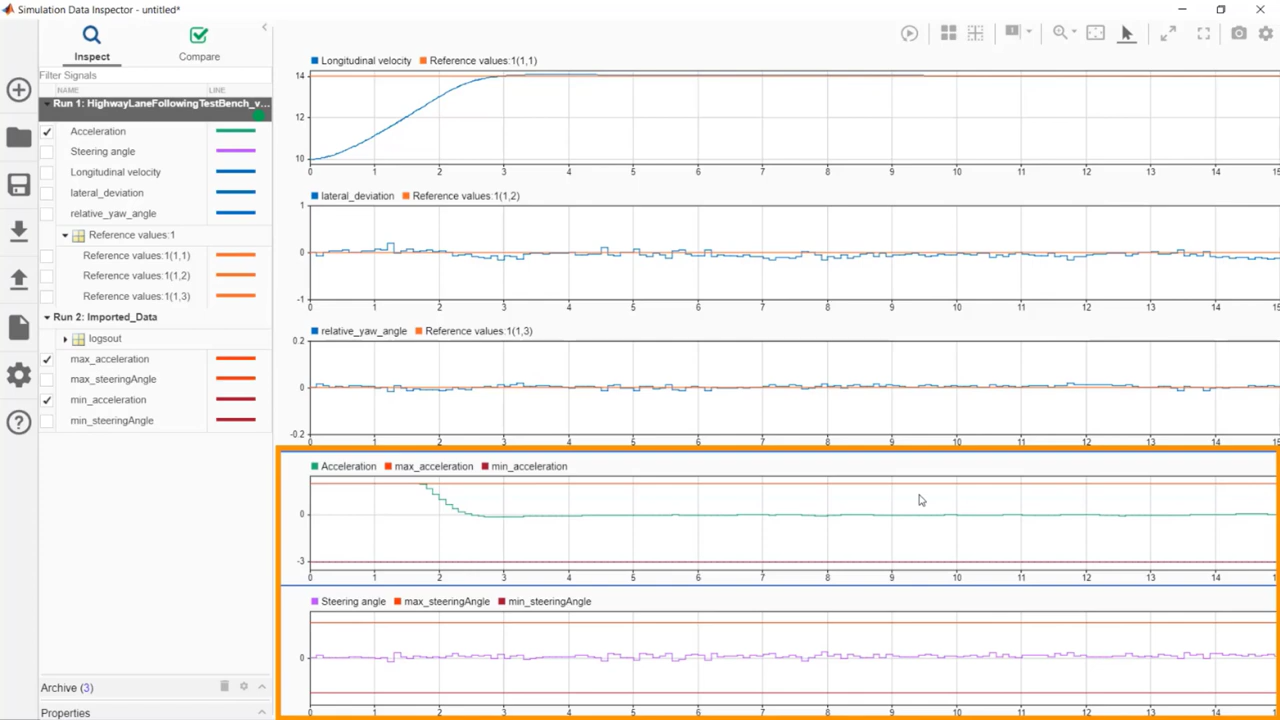 Simulation Data Inspector - untitled*
Inspect
Compare
Filter Signals
NAME LINE
Run 1: HighwayLaneFollowingTestBench_v...
Acceleration
Steering angle
Longitudinal velocity
lateral_deviation
relative_yaw_angle
Reference values:1
Reference values:1(1,1)
Reference values:1(1,2)
Reference values:1(1,3)
Run 2: Imported_Data
logsout
max_acceleration
max_steeringAngle
min_acceleration
min_steeringAngle
Archive (3)
Properties
Longitudinal velocity Reference values:1(1,1)
14
12
10
0 1 2 3 4 5 6 7 8 9 10 11 12 13 14 15
lateral_deviation Reference values:1(1,2)
1
0
-1
0 1 2 3 4 5 6 7 8 9 10 11 12 13 14 15
relative_yaw_angle Reference values:1(1,3)
0.2
0
-0.2
0 1 2 3 4 5 6 7 8 9 10 11 12 13 14 15
Acceleration max_acceleration min_acceleration
0
-3
0 1 2 3 4 5 6 7 8 9 10 11 12 13 14
Steering angle max_steeringAngle min_steeringAngle
0
0 1 2 3 4 5 6 7 8 9 10 11 12 13 14 15